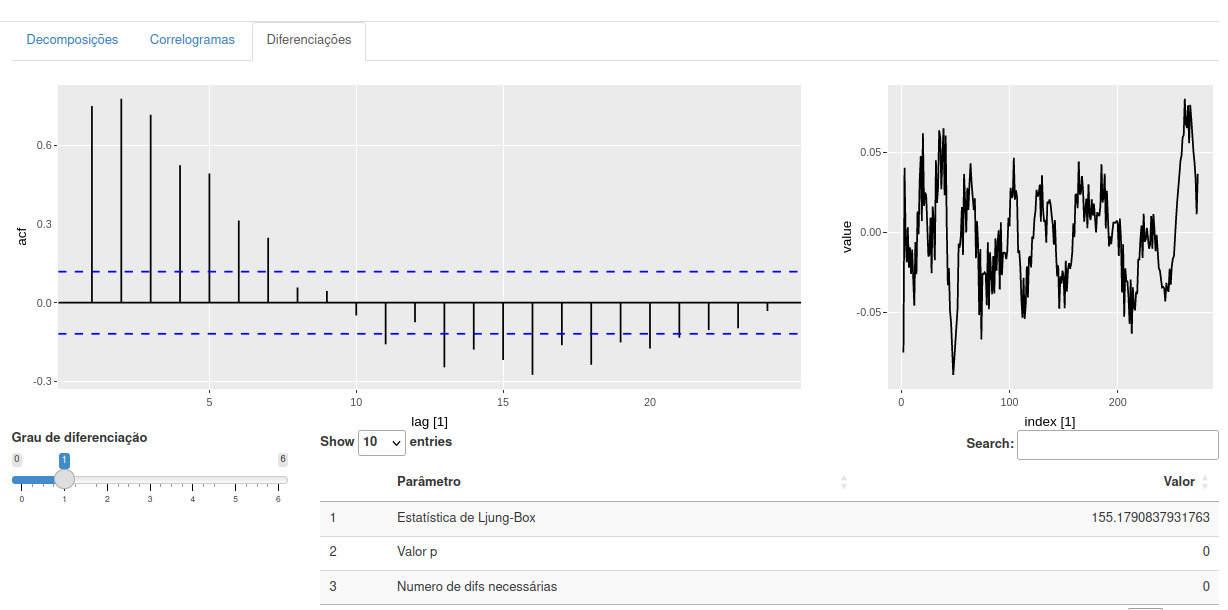 Decomposições Correlogramas Diferenciações
0.6
0.3
0.0
-0.3
acf
5 10 15 20
lag [1]
0.05
0.00
-0.05
value
0 100 200
index [1]
Grau de diferenciação
0 1 6
0 1 2 3 4 5 6
Show 10 entries
Search:
Parâmetro Valor
1 Estatística de Ljung-Box 155.1790837931763
2 Valor p 0
3 Numero de difs necessárias 0